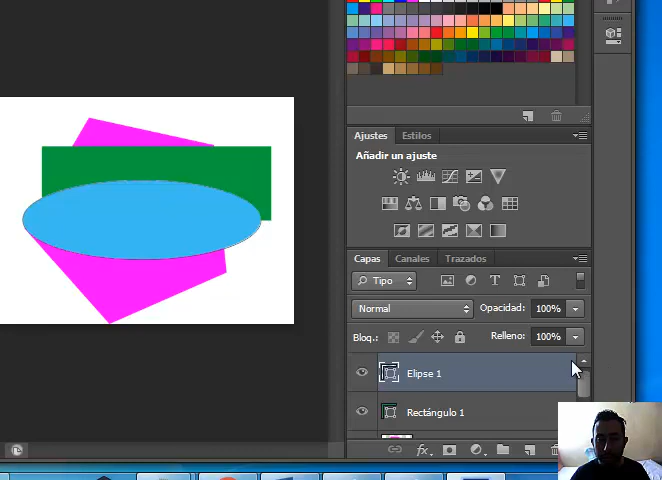 Ajustes Estilos
Añadir un ajuste
Capas Canales Trazados
Tipo
Normal Opacidad: 100%
Bloq.: Relleno: 100%
Elipse 1
Rectángulo 1
fx